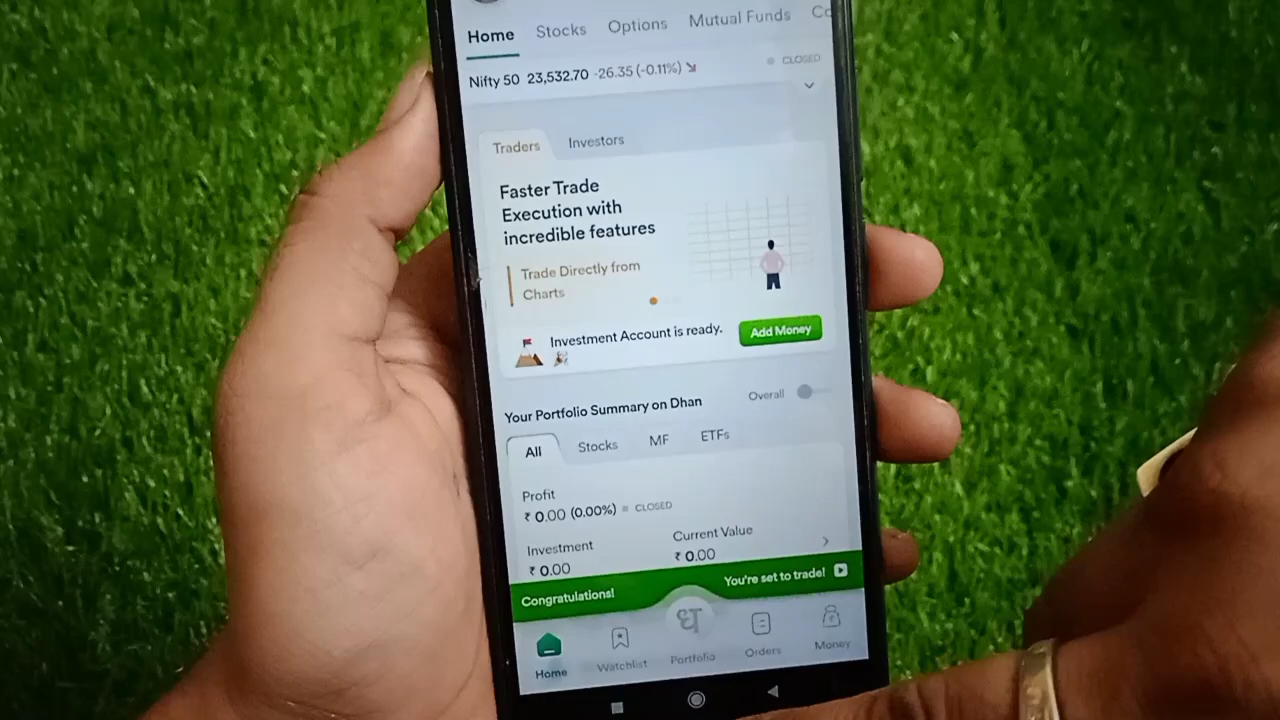 Home Stocks Options Mutual Funds
Nifty 50 23,532.70 -26.35 (-0.11%) CLOSED
Traders Investors
Faster Trade
Execution with
incredible features
Trade Directly from
Charts
Investment Account is ready. Add Money
Your Portfolio Summary on Dhan Overall
All Stocks MF ETFs
Profit
₹ 0.00 (0.00%) CLOSED
Investment Current Value
₹ 0.00 ₹ 0.00
Congratulations! You're set to trade!
ध
Home Watchlist Portfolio Orders Money